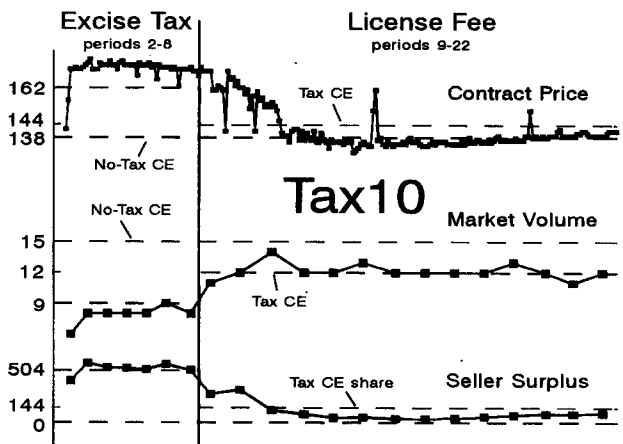 Excise Tax
periods 2-8
License Fee
periods 9-22
162
144
138
Tax CE
Contract Price
No-Tax CE
Tax10
No-Tax CE
Market Volume
15
12
9
Tax CE
504
144
0
Tax CE share
Seller Surplus